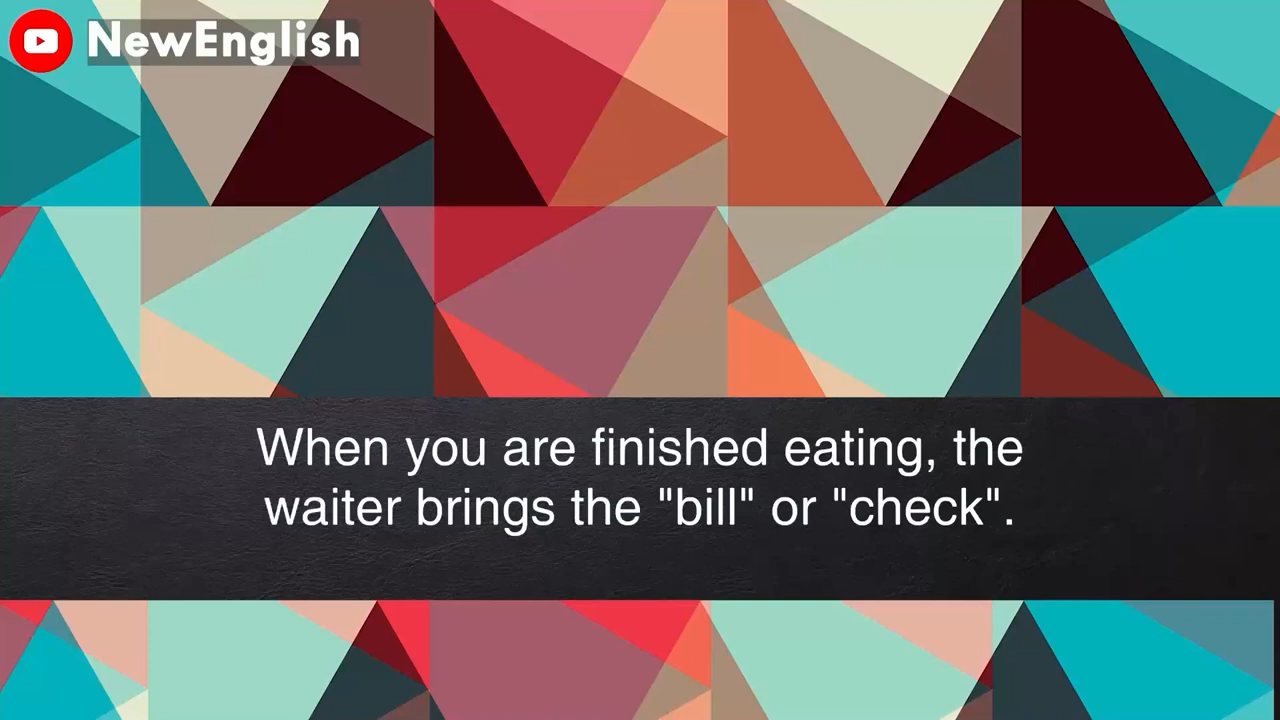 NewEnglish
When you are finished eating, the
waiter brings the "bill" or "check".